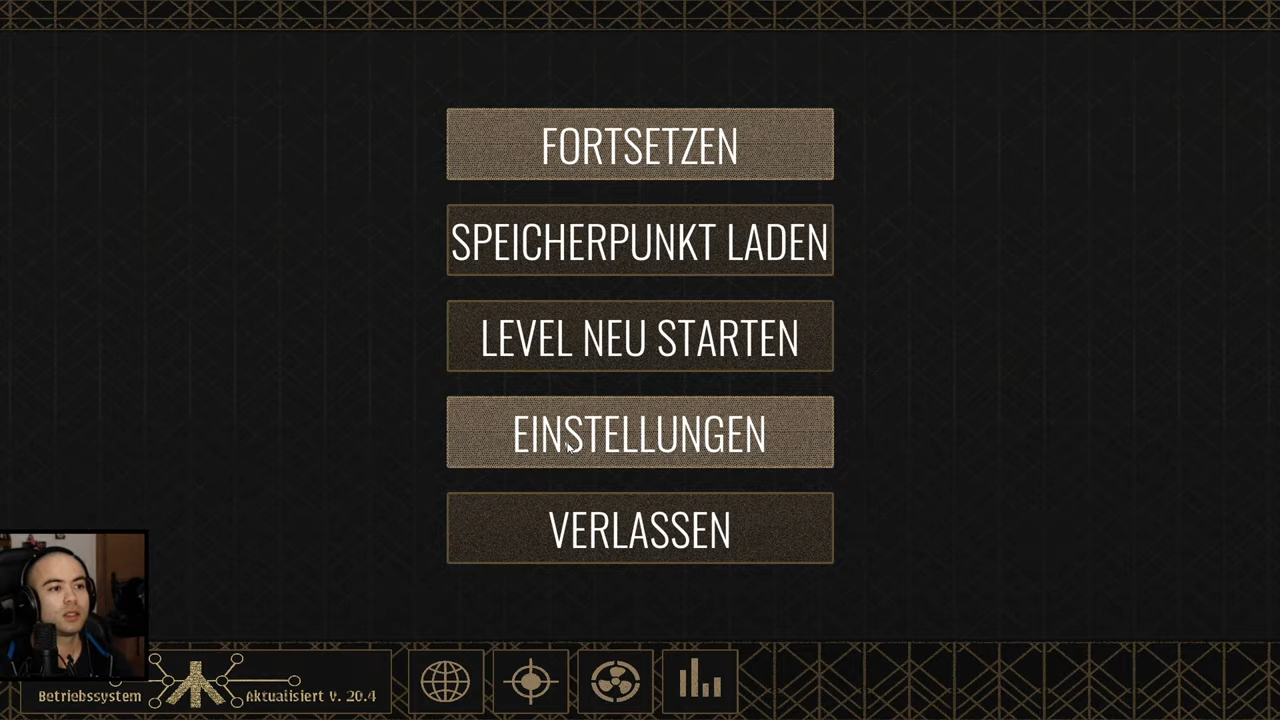 FORTSETZEN
SPEICHERPUNKT LADEN
LEVEL NEU STARTEN
EINSTELLUNGEN
VERLASSEN
Betriebssystem
Aktualisiert V. 20.4